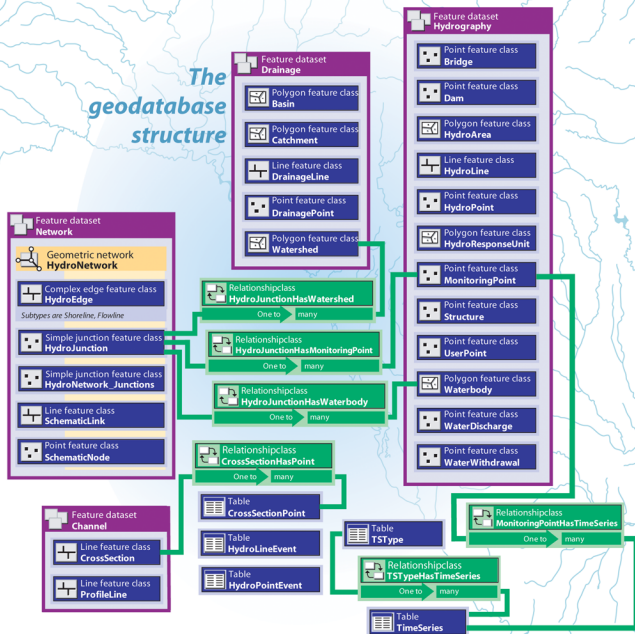 The
geodatabase
structure
Feature dataset
Network
Geometric network
HydroNetwork
Complex edge feature class
HydroEdge
Subtypes are Shoreline, Flowline
Simple junction feature class
HydroJunction
Simple junction feature class
HydroNetwork_Junctions
Line feature class
SchematicLink
Point feature class
SchematicNode
Feature dataset
Channel
Line feature class
CrossSection
Line feature class
ProfileLine
Feature dataset
Drainage
Polygon feature class
Basin
Polygon feature class
Catchment
Line feature class
DrainageLine
Point feature class
DrainagePoint
Polygon feature class
Watershed
Relationshipclass
HydroJunctionHasWatershed
One to many
Relationshipclass
HydroJunctionHasMonitoringPoint
One to many
Relationshipclass
HydroJunctionHasWaterbody
One to many
Relationshipclass
CrossSectionHasPoint
One to many
Table
CrossSectionPoint
Table
HydroLineEvent
Table
HydroPointEvent
Feature dataset
Hydrography
Point feature class
Bridge
Point feature class
Dam
Polygon feature class
HydroArea
Line feature class
HydroLine
Point feature class
HydroPoint
Polygon feature class
HydroResponseUnit
Point feature class
MonitoringPoint
Point feature class
Structure
Point feature class
UserPoint
Polygon feature class
Waterbody
Point feature class
WaterDischarge
Point feature class
WaterWithdrawal
Relationshipclass
MonitoringPointHasTimeSeries
One to many
Table
TSType
Relationshipclass
TSTypeHasTimeSeries
One to many
Table
TimeSeries